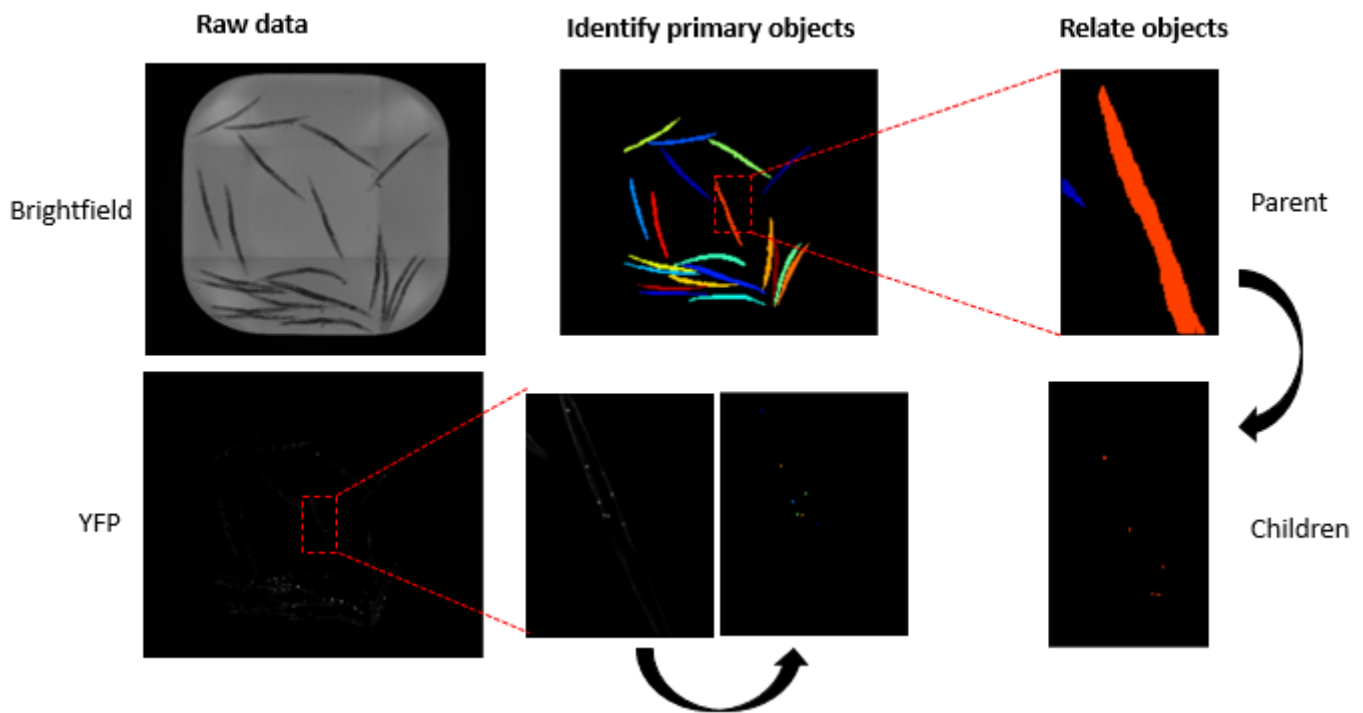 Raw data
Identify primary objects
Relate objects
Brightfield
Parent
YFP
Children